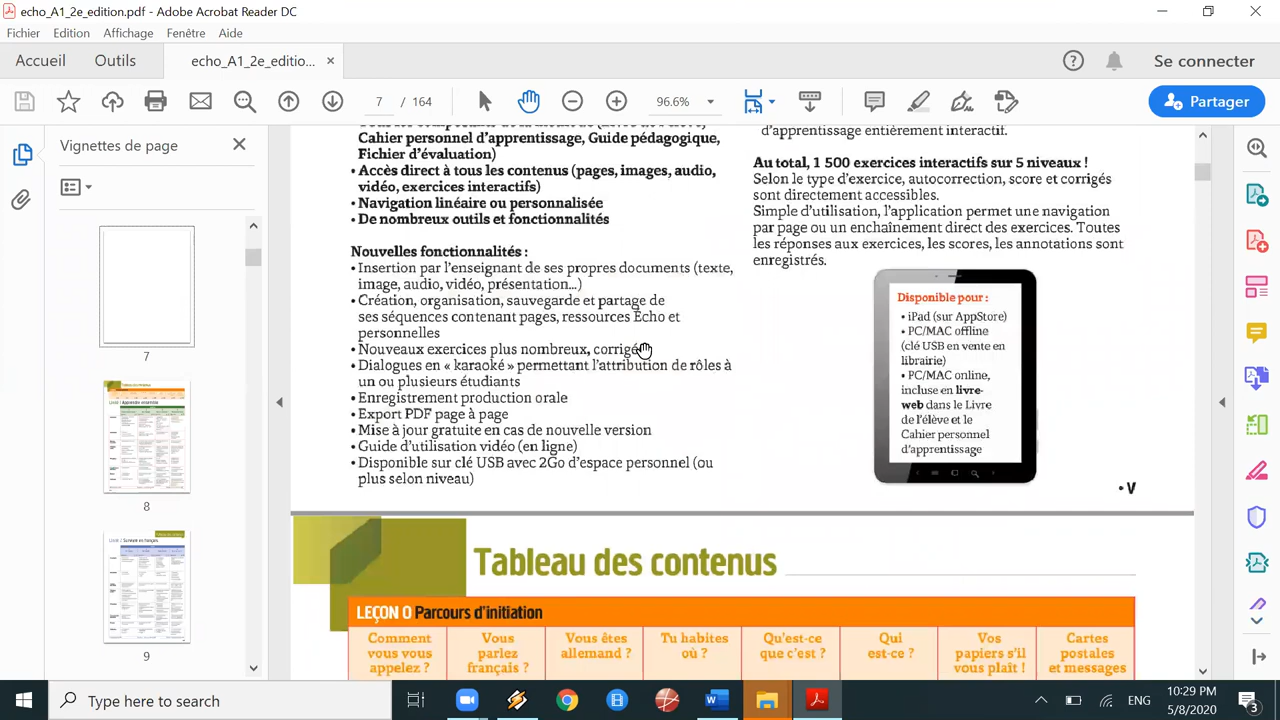 echo_A1_2e_edition.pdf - Adobe Acrobat Reader DC
Fichier Edition Affichage Fenêtre Aide
Accueil Outils echo_A1_2e_editio... × Se connecter
7 / 164 96.6% Partager
Vignettes de page
7
8
9
Cahier personnel d'apprentissage, Guide pédagogique,
Fichier d'évaluation)
• Accès direct à tous les contenus (pages, images, audio,
vidéo, exercices interactifs)
• Navigation linéaire ou personnalisée
• De nombreux outils et fonctionnalités
Nouvelles fonctionnalités :
• Insertion par l'enseignant de ses propres documents (texte,
image, audio, vidéo, présentation...)
• Création, organisation, sauvegarde et partage de
ses séquences contenant pages, ressources Écho et
personnelles
• Nouveaux exercices plus nombreux, corrigés
• Dialogues en « karaoké » permettant l'attribution de rôles à
un ou plusieurs étudiants
• Enregistrement production orale
• Export PDF page à page
• Mise à jour gratuite en cas de nouvelle version
• Guide d'utilisation vidéo (en ligne)
• Disponible sur clé USB avec 2Go d'espace personnel (ou
plus selon niveau)
d'apprentissage entièrement interactif.
Au total, 1 500 exercices interactifs sur 5 niveaux !
Selon le type d'exercice, autocorrection, score et corrigés
sont directement accessibles.
Simple d'utilisation, l'application permet une navigation
par page ou un enchaînement direct des exercices. Toutes
les réponses aux exercices, les scores, les annotations sont
enregistrés.
Disponible pour :
• iPad (sur AppStore)
• PC/MAC offline
(clé USB en vente en
librairie)
• PC/MAC online,
incluse en livre-
web dans le Livre
de l'élève et le
Cahier personnel
d'apprentissage
• V
Tableau des contenus
LEÇON 0 Parcours d'initiation
Comment
vous vous
appelez ?
Vous
parlez
français ?
Vous êtes
allemand ?
Tu habites
où ?
Qu'est-ce
que c'est ?
Qui
est-ce ?
Vos
papiers s'il
vous plaît !
Cartes
postales
et messages
Type here to search
ENG
10:29 PM
5/8/2020
3